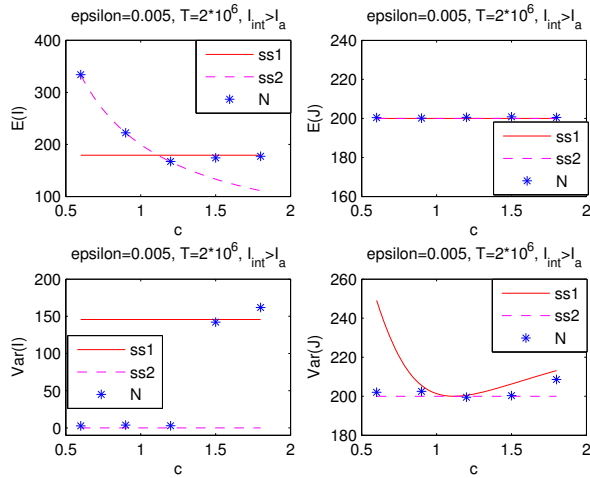 epsilon=0.005, T=2*10^6, I_int>I_a
400
300
200
100
E(I)
ss1
ss2
N
0.5
1
1.5
2
c
epsilon=0.005, T=2*10^6, I_int>I_a
240
220
200
180
160
E(J)
ss1
ss2
N
0.5
1
1.5
2
c
epsilon=0.005, T=2*10^6, I_int>I_a
200
150
100
50
0
Var(I)
ss1
ss2
N
0.5
1
1.5
2
c
epsilon=0.005, T=2*10^6, I_int>I_a
260
240
220
200
180
Var(J)
ss1
ss2
N
0.5
1
1.5
2
c